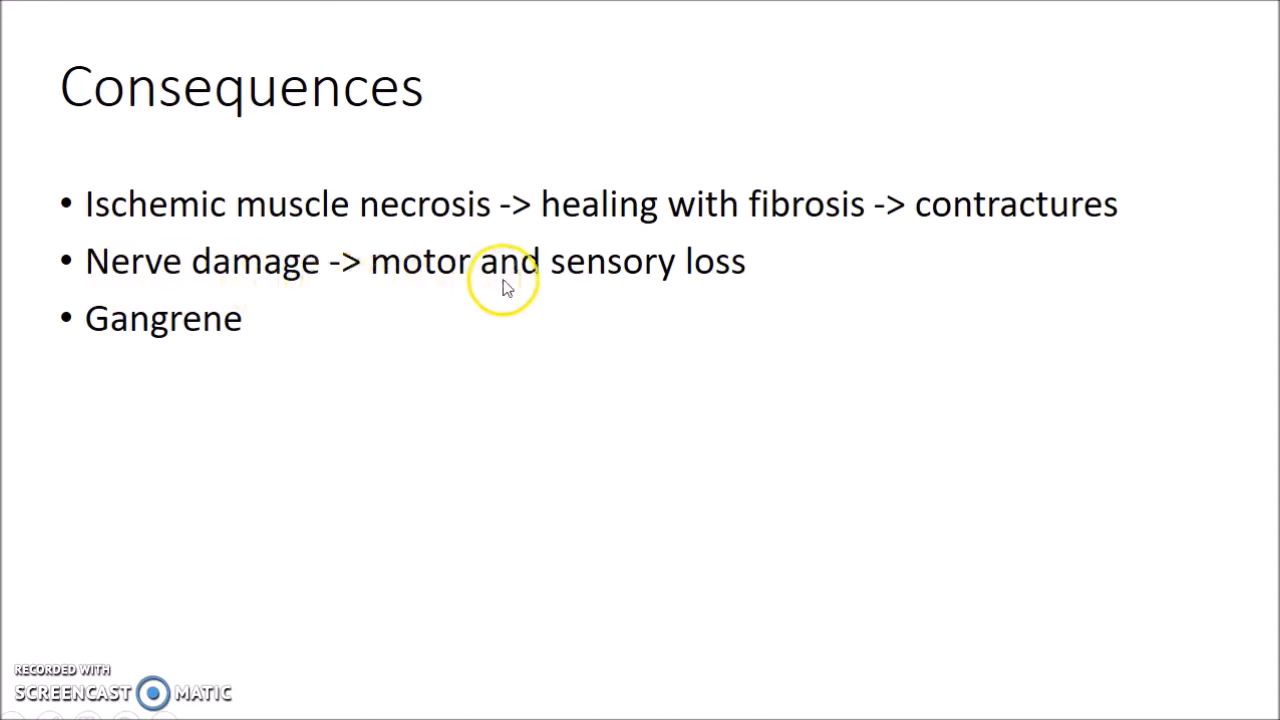 Consequences
• Ischemic muscle necrosis -> healing with fibrosis -> contractures
• Nerve damage -> motor and sensory loss
• Gangrene
RECORDED WITH
SCREENCAST MATIC